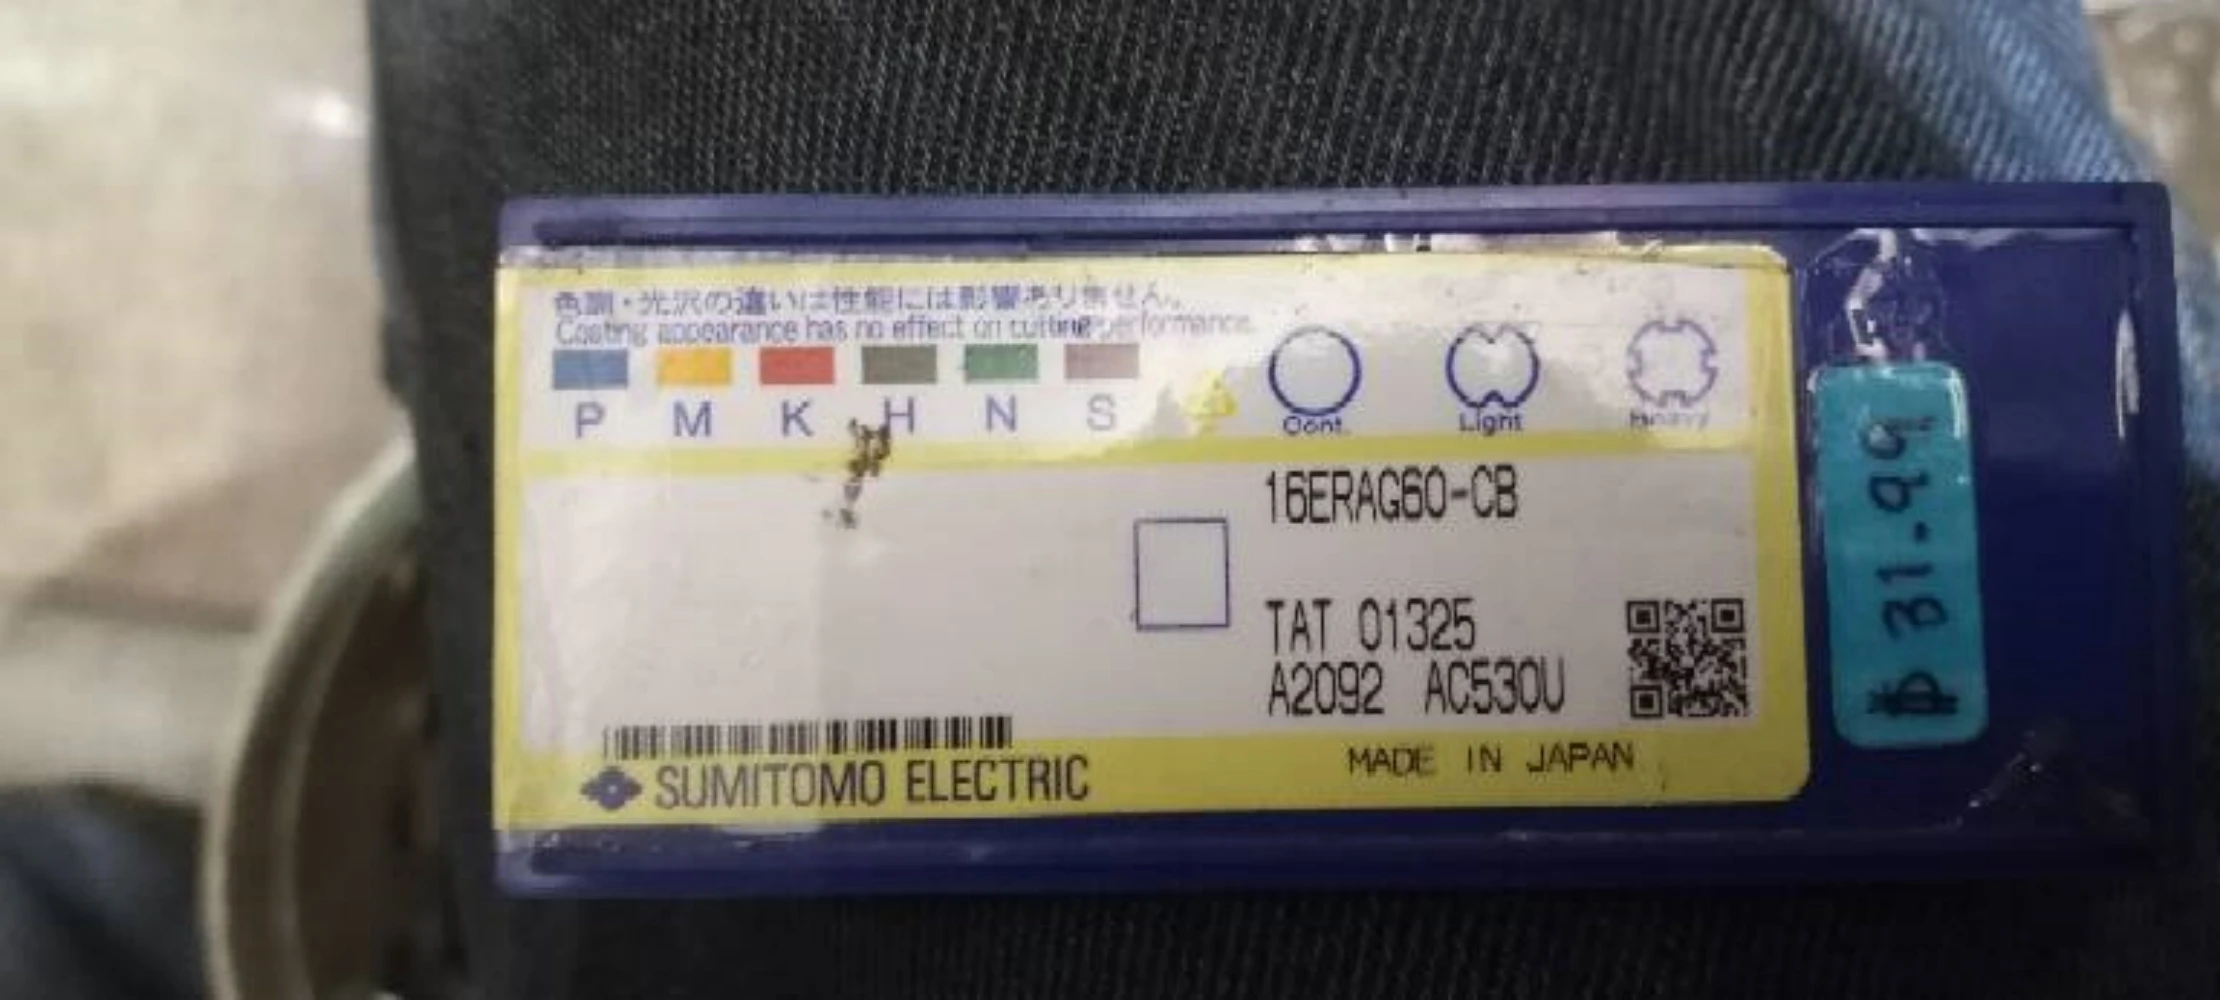 色調・光沢の違いは性能には影響ありません。
Coating appearance has no effect on cutting performance.
P M K H N S
Cont. Light Heavy
16ERAG60-CB
TAT 01325
A2092 AC530U
SUMITOMO ELECTRIC
MADE IN JAPAN
$ 31.99